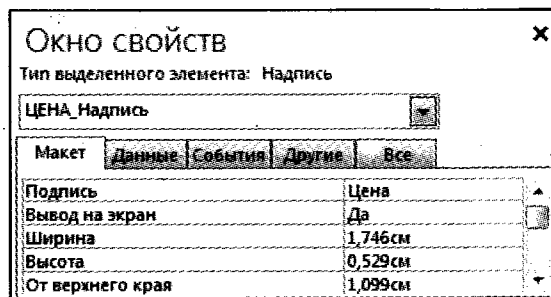 Окно свойств
Тип выделенного элемента: Надпись
ЦЕНА_Надпись
Макет Данные События Другие Все
Подпись Цена
Вывод на экран Да
Ширина 1,746см
Высота 0,529см
От верхнего края 1,099см